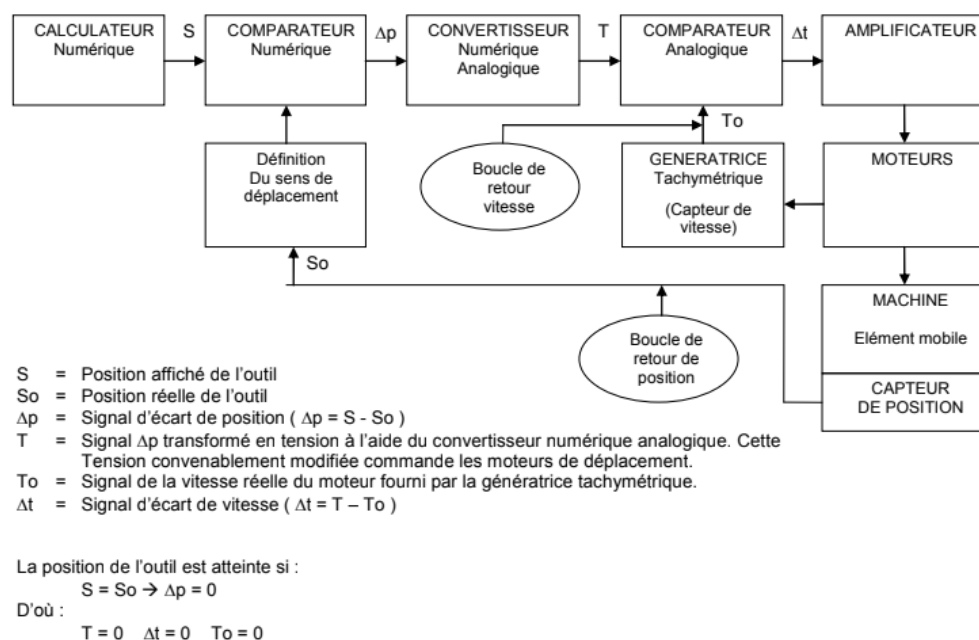 CALCULATEUR
Numérique
S
COMPARATEUR
Numérique
Δp
CONVERTISSEUR
Numérique
Analogique
T
COMPARATEUR
Analogique
Δt
AMPLIFICATEUR
To
Définition
Du sens de
déplacement
Boucle de
retour
vitesse
GENERATRICE
Tachymétrique
(Capteur de
vitesse)
MOTEURS
So
MACHINE
Elément mobile
Boucle de
retour de
position
CAPTEUR
DE POSITION
S = Position affiché de l'outil
So = Position réelle de l'outil
Δp = Signal d'écart de position ( Δp = S - So )
T = Signal Δp transformé en tension à l'aide du convertisseur numérique analogique. Cette
Tension convenablement modifiée commande les moteurs de déplacement.
To = Signal de la vitesse réelle du moteur fourni par la génératrice tachymétrique.
Δt = Signal d'écart de vitesse ( Δt = T – To )
La position de l'outil est atteinte si :
S = So → Δp = 0
D'où :
T = 0 Δt = 0 To = 0